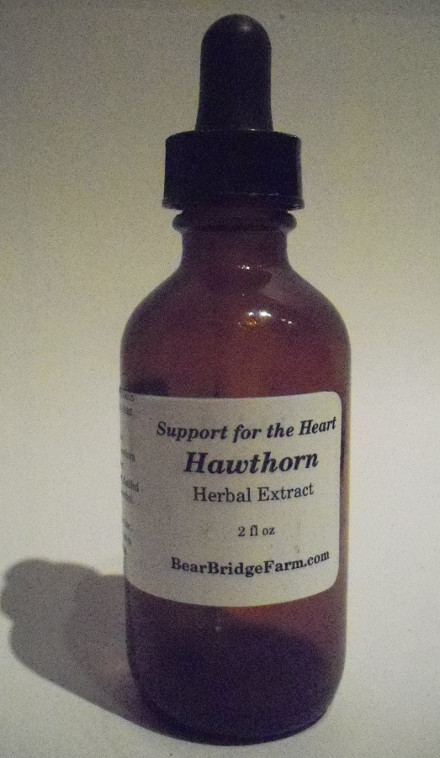 Support for the Heart
Hawthorn
Herbal Extract
2 fl oz
BearBridgeFarm.com